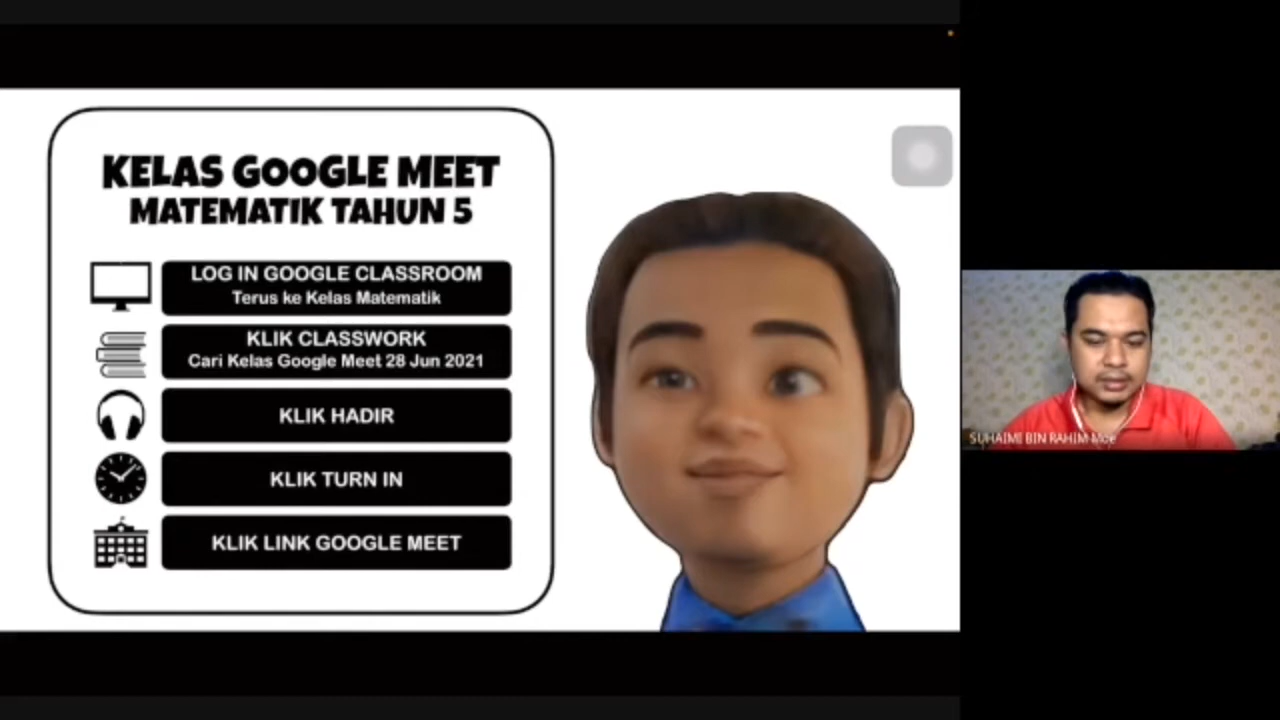 KELAS GOOGLE MEET
MATEMATIK TAHUN 5
LOG IN GOOGLE CLASSROOM
Terus ke Kelas Matematik
KLIK CLASSWORK
Cari Kelas Google Meet 28 Jun 2021
KLIK HADIR
KLIK TURN IN
KLIK LINK GOOGLE MEET
SUHAIMI BIN RAHIM Moe